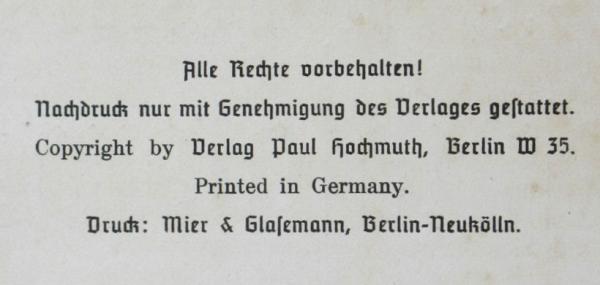 Alle Rechte vorbehalten!
Nachdruck nur mit Genehmigung des Verlages gestattet.
Copyright by Verlag Paul Hochmuth, Berlin W 35.
Printed in Germany.
Druck: Mier & Glasemann, Berlin-Neukölln.